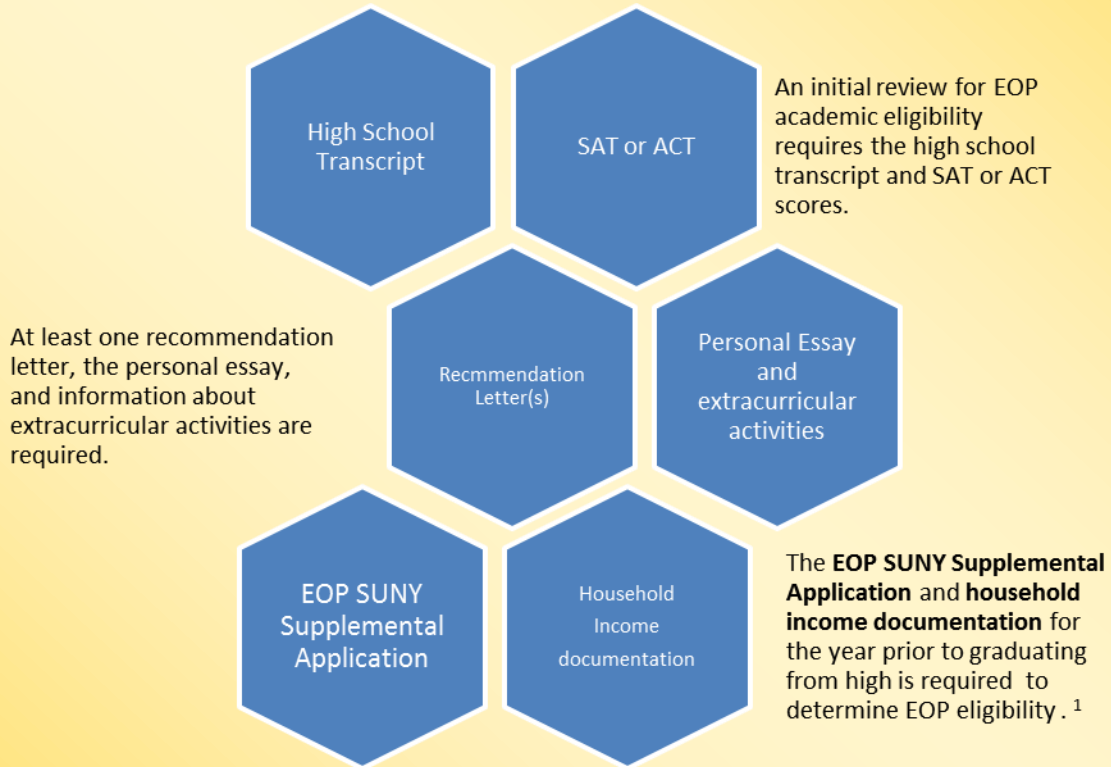 High School
Transcript
SAT or ACT
An initial review for EOP
academic eligibility
requires the high school
transcript and SAT or ACT
scores.
At least one recommendation
letter, the personal essay,
and information about
extracurricular activities are
required.
Recmmendation
Letter(s)
Personal Essay
and
extracurricular
activities
EOP SUNY
Supplemental
Application
Household
Income
documentation
The EOP SUNY Supplemental
Application and household
income documentation for
the year prior to graduating
from high is required to
determine EOP eligibility . 1